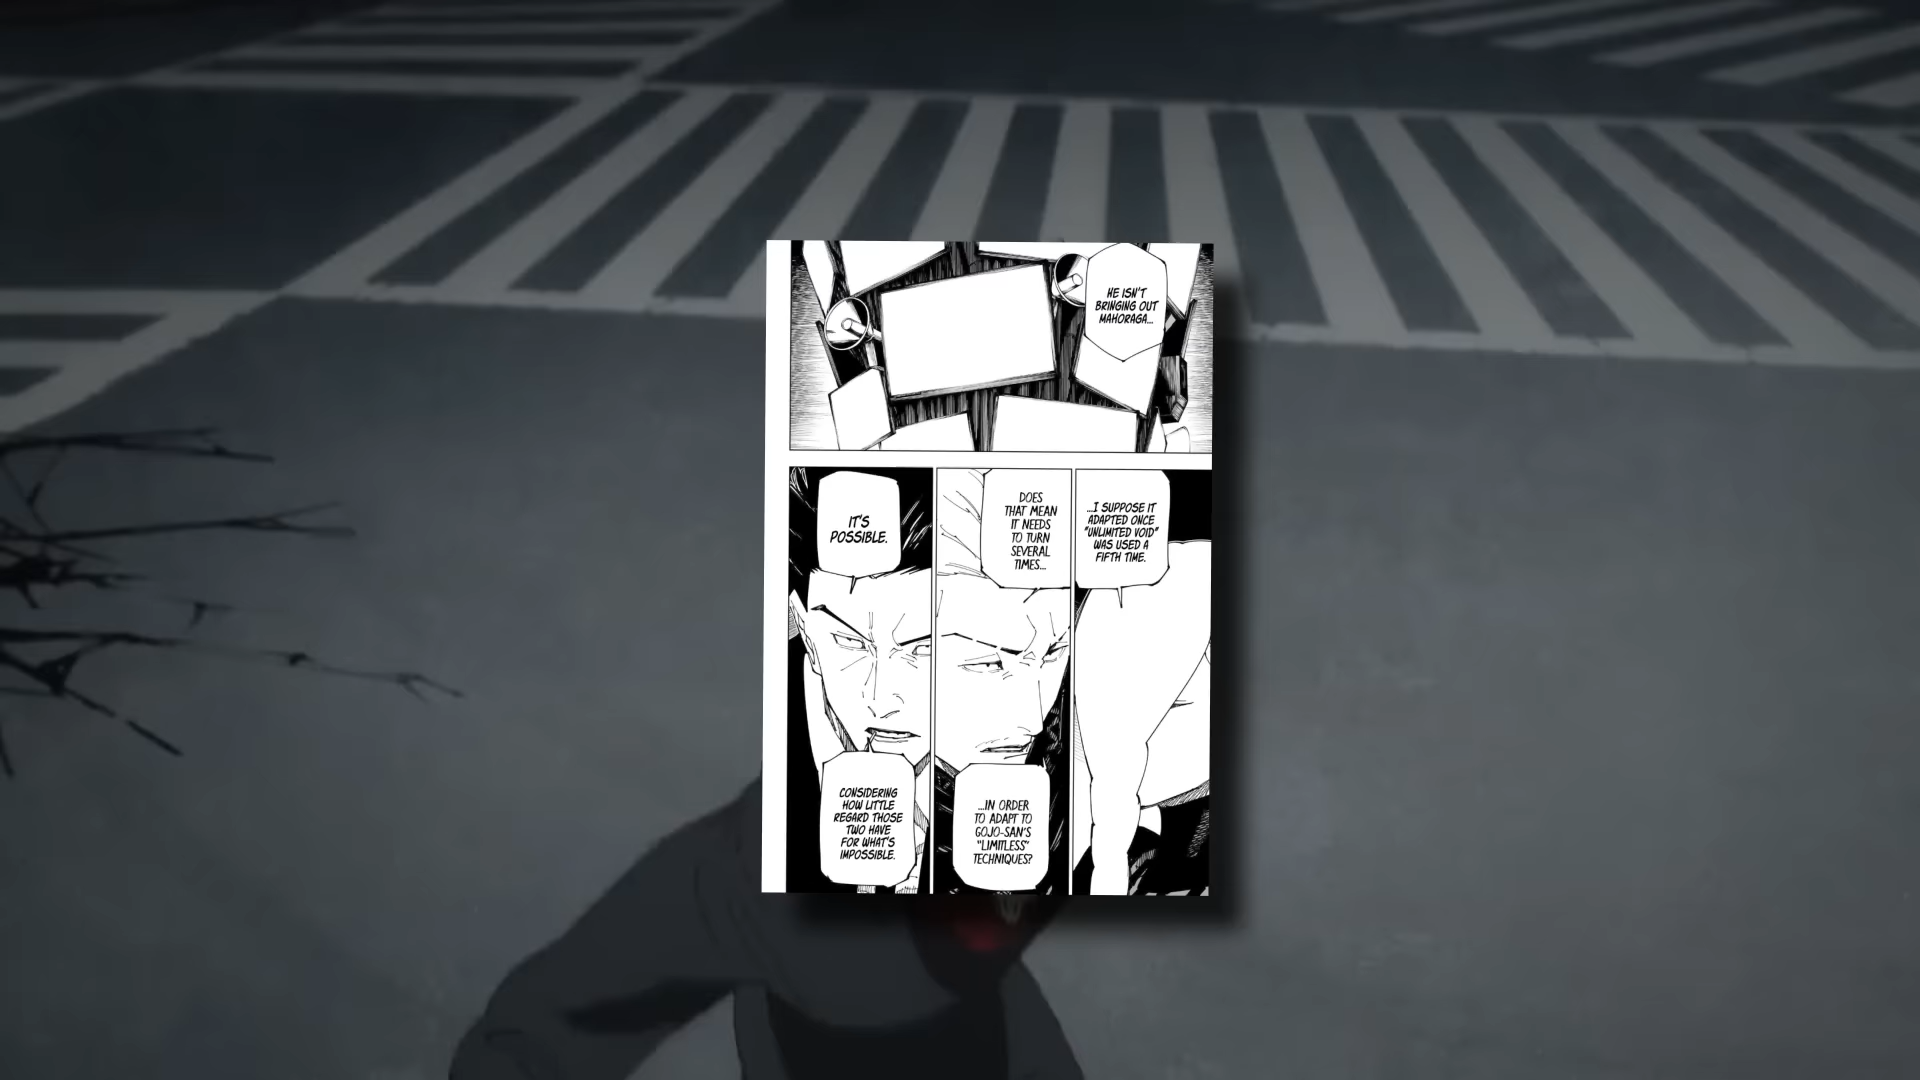 HE ISN'T
BRINGING OUT
MAHORAGA...
...I SUPPOSE IT
ADAPTED ONCE
"UNLIMITED VOID"
WAS USED A
FIFTH TIME.
DOES
THAT MEAN
IT NEEDS
TO TURN
SEVERAL
TIMES...
...IN ORDER
TO ADAPT TO
GOJO-SAN'S
"LIMITLESS"
TECHNIQUES?
IT'S
POSSIBLE.
CONSIDERING
HOW LITTLE
REGARD THOSE
TWO HAVE
FOR WHAT'S
IMPOSSIBLE.